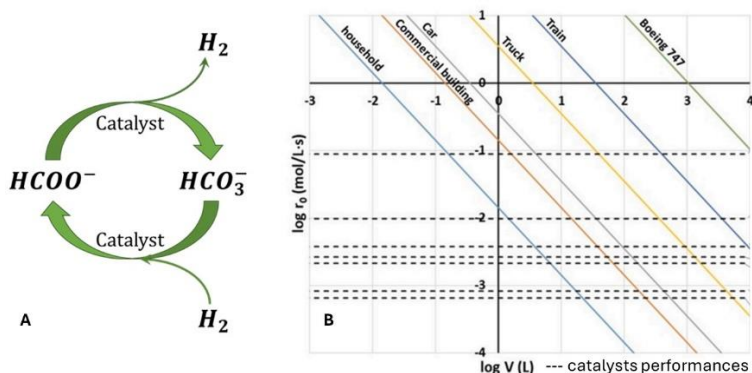 H₂
Catalyst
HCOO⁻
HCO₃⁻
Catalyst
H₂
A
1
household
Commercial building
Car
Truck
Train
Boeing 747
0
-3
-2
-1
0
1
2
3
4
-1
-2
-3
-4
log r₀ (mol/L·s)
B
log V (L)
--- catalysts performances